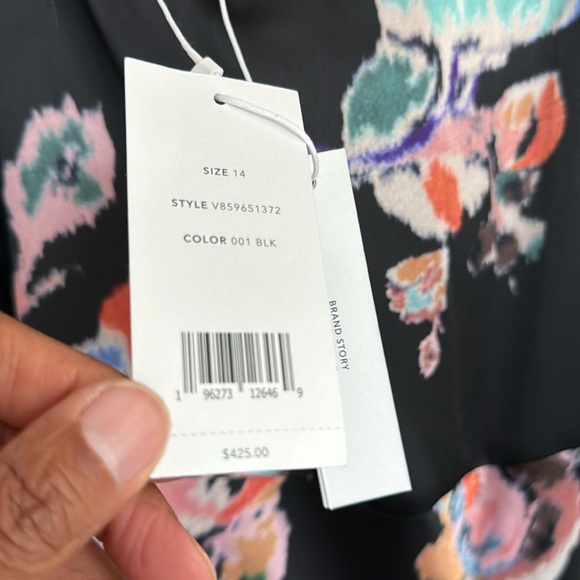 SIZE 14
STYLE V859651372
COLOR 001 BLK
1 96273 12646 9
$425.00
BRAND STORY